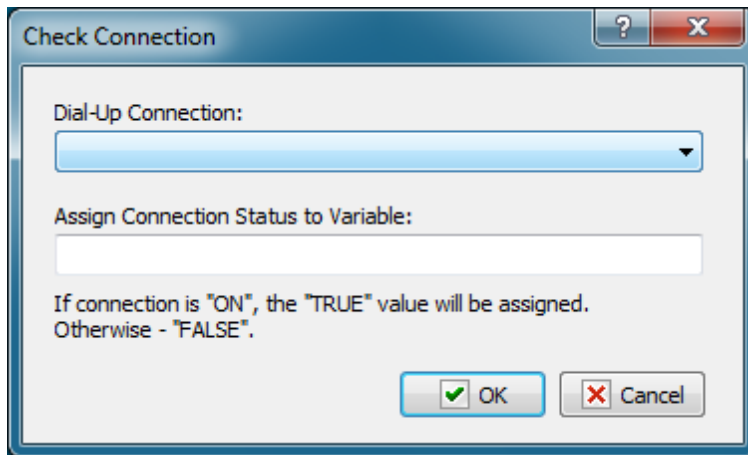 Check Connection
?
Dial-Up Connection:
Assign Connection Status to Variable:
If connection is "ON", the "TRUE" value will be assigned.
Otherwise - "FALSE".
OK
Cancel